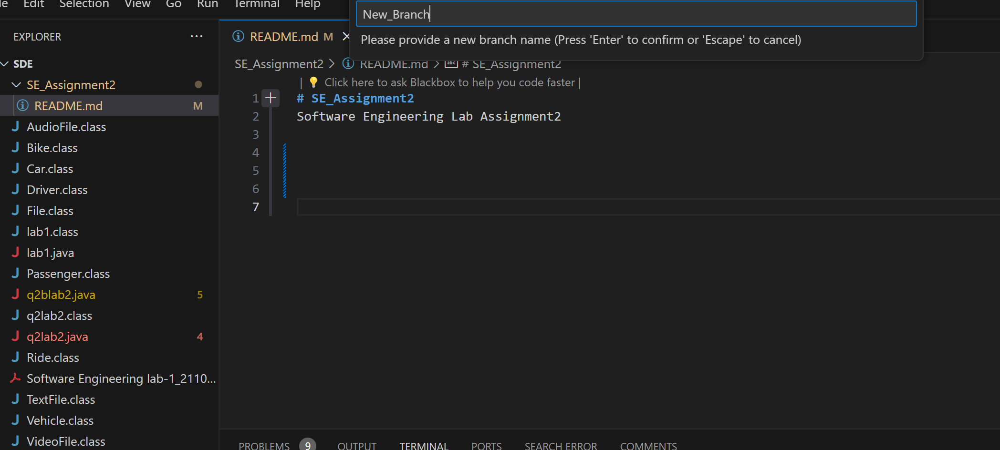 le Edit Selection View Go Run Terminal Help
New_Branch
Please provide a new branch name (Press 'Enter' to confirm or 'Escape' to cancel)
EXPLORER ...
SDE
SE_Assignment2
README.md M
AudioFile.class
Bike.class
Car.class
Driver.class
File.class
lab1.class
lab1.java
Passenger.class
q2blab2.java 5
q2lab2.class
q2lab2.java 4
Ride.class
Software Engineering lab-1_2110...
TextFile.class
Vehicle.class
VideoFile.class
README.md M
SE_Assignment2 > README.md > abc # SE_Assignment2
| 💡 Click here to ask Blackbox to help you code faster |
1 # SE_Assignment2
2 Software Engineering Lab Assignment2
3
4
5
6
7
PROBLEMS 9 OUTPUT TERMINAL PORTS SEARCH ERROR COMMENTS